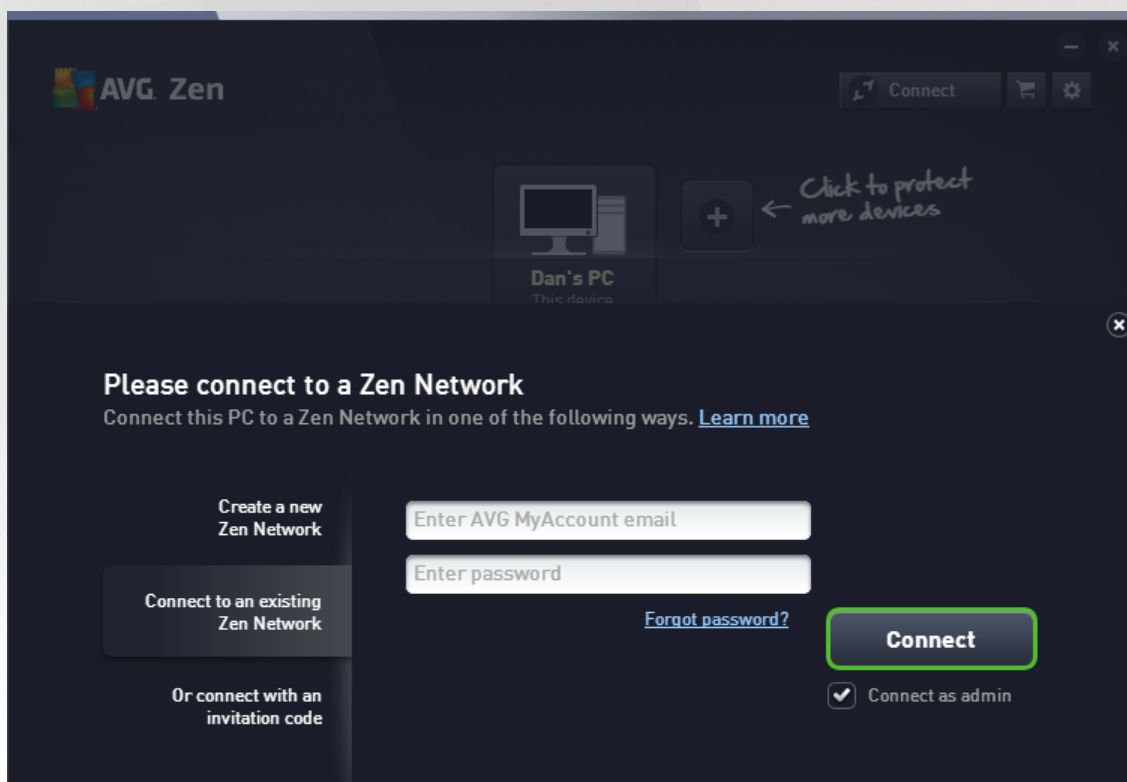 AVG. Zen
Connect
Click to protect
more devices
Dan's PC
This device
Please connect to a Zen Network
Connect this PC to a Zen Network in one of the following ways. Learn more
Create a new
Zen Network
Enter AVG MyAccount email
Enter password
Connect to an existing
Zen Network
Forgot password?
Connect
Connect as admin
Or connect with an
invitation code